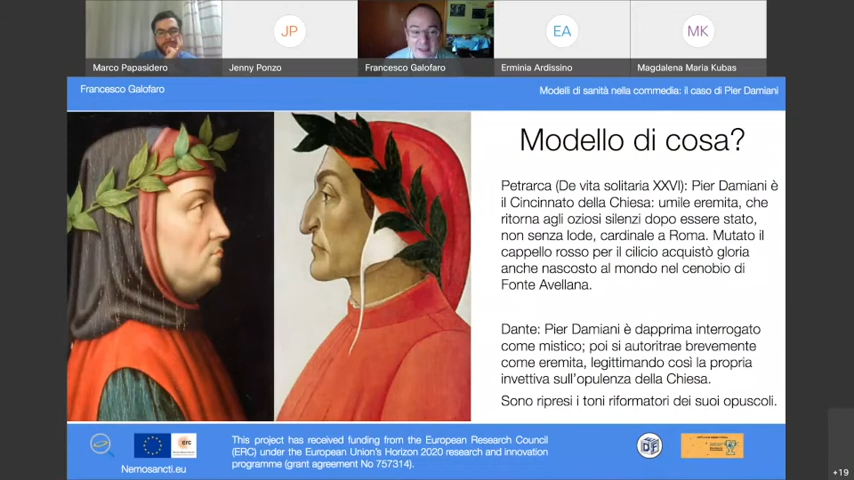 JP
EA
MK
Marco Papasidero
Jenny Ponzo
Francesco Galofaro
Erminia Ardissino
Magdalena Maria Kubas
Francesco Galofaro
Modelli di sanità nella commedia: il caso di Pier Damiani
Modello di cosa?
Petrarca (De vita solitaria XXVI): Pier Damiani è
il Cincinnato della Chiesa: umile eremita, che
ritorna agli oziosi silenzi dopo essere stato,
non senza lode, cardinale a Roma. Mutato il
cappello rosso per il cilicio acquistò gloria
anche nascosto al mondo nel cenobio di
Fonte Avellana.
Dante: Pier Damiani è dapprima interrogato
come mistico; poi si autoritrae brevemente
come eremita, legittimando così la propria
invettiva sull'opulenza della Chiesa.
Sono ripresi i toni riformatori dei suoi opuscoli.
erc
Nemosancti.eu
This project has received funding from the European Research Council
(ERC) under the European Union's Horizon 2020 research and innovation
programme (grant agreement No 757314).
+19